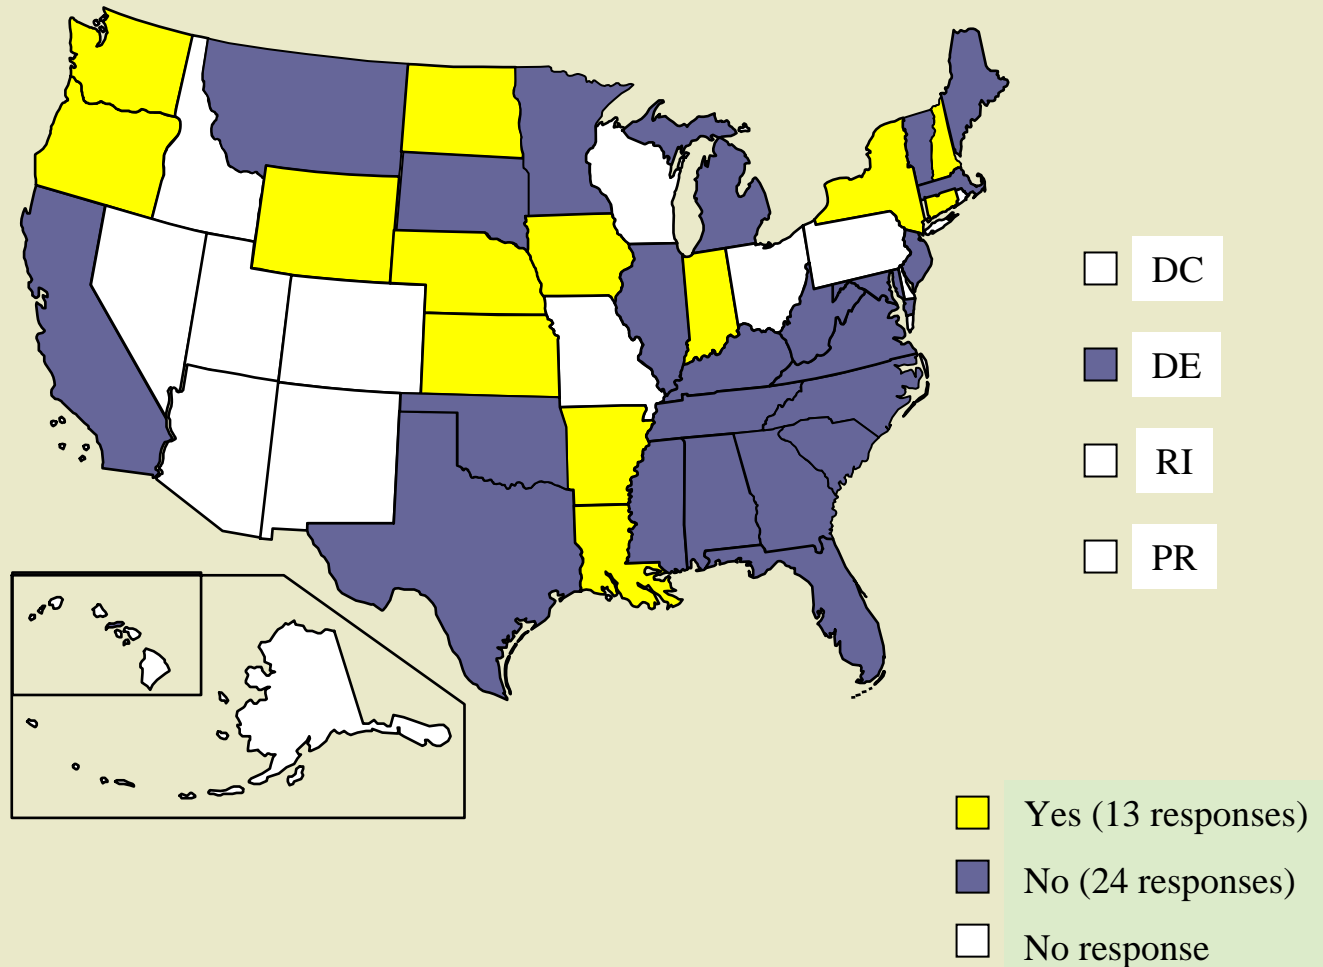 DC
DE
RI
PR
Yes (13 responses)
No (24 responses)
No response